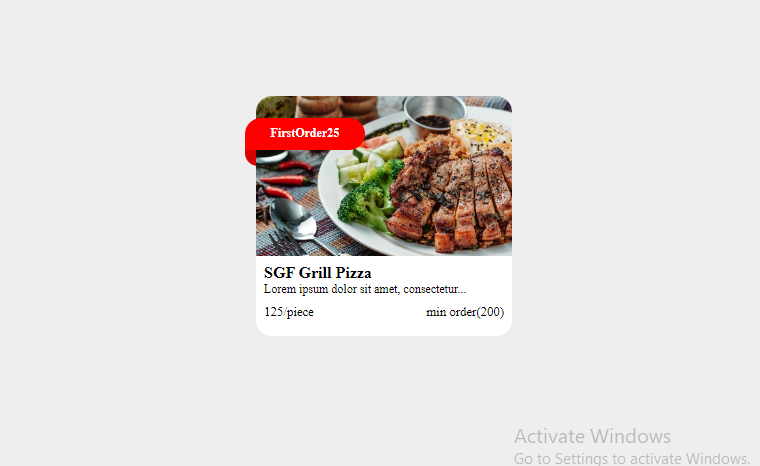 FirstOrder25
SGF Grill Pizza
Lorem ipsum dolor sit amet, consectetur...
125/piece min order(200)
Activate Windows
Go to Settings to activate Windows.